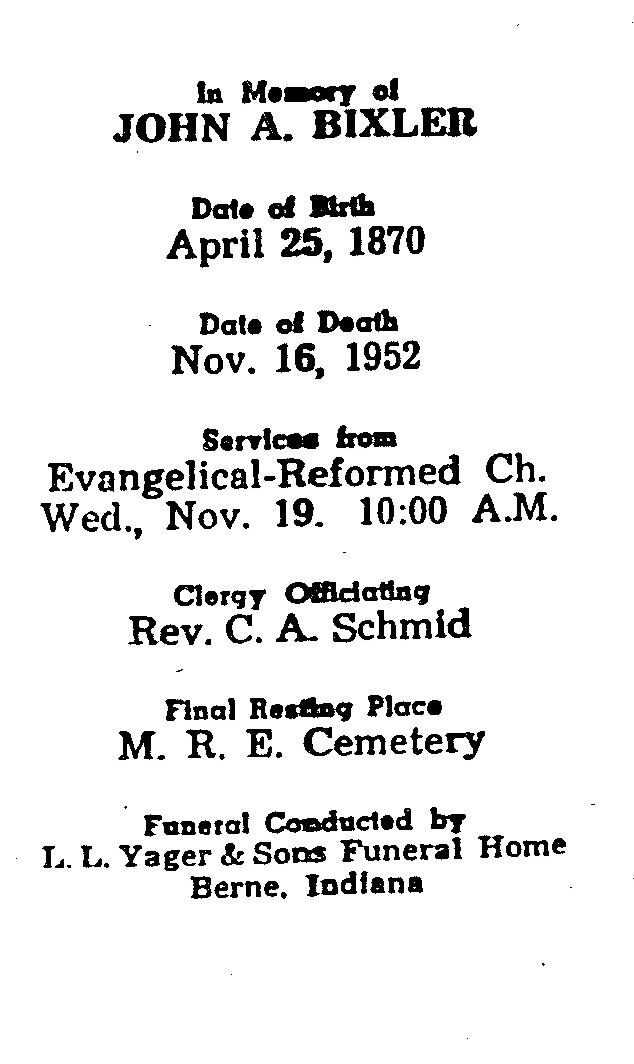 In Memory of
JOHN A. BIXLER
Date of Birth
April 25, 1870
Date of Death
Nov. 16, 1952
Services from
Evangelical-Reformed Ch.
Wed., Nov. 19. 10:00 A.M.
Clergy Officiating
Rev. C. A. Schmid
Final Resting Place
M. R. E. Cemetery
Funeral Conducted by
L. L. Yager & Sons Funeral Home
Berne, Indiana